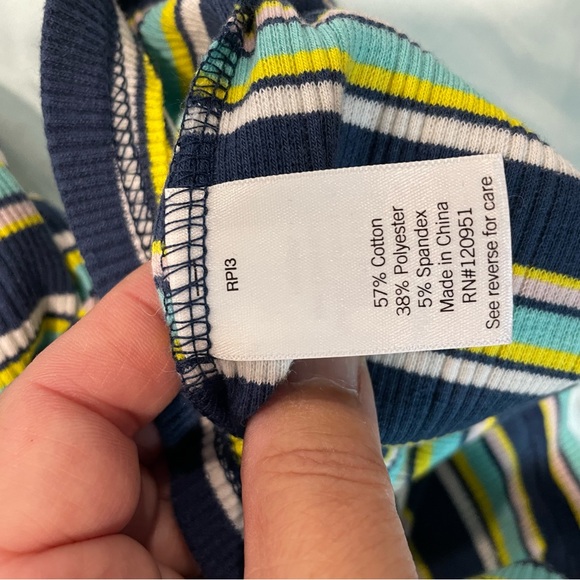 RPI3
57% Cotton
38% Polyester
5% Spandex
Made in China
RN#120951
See reverse for care